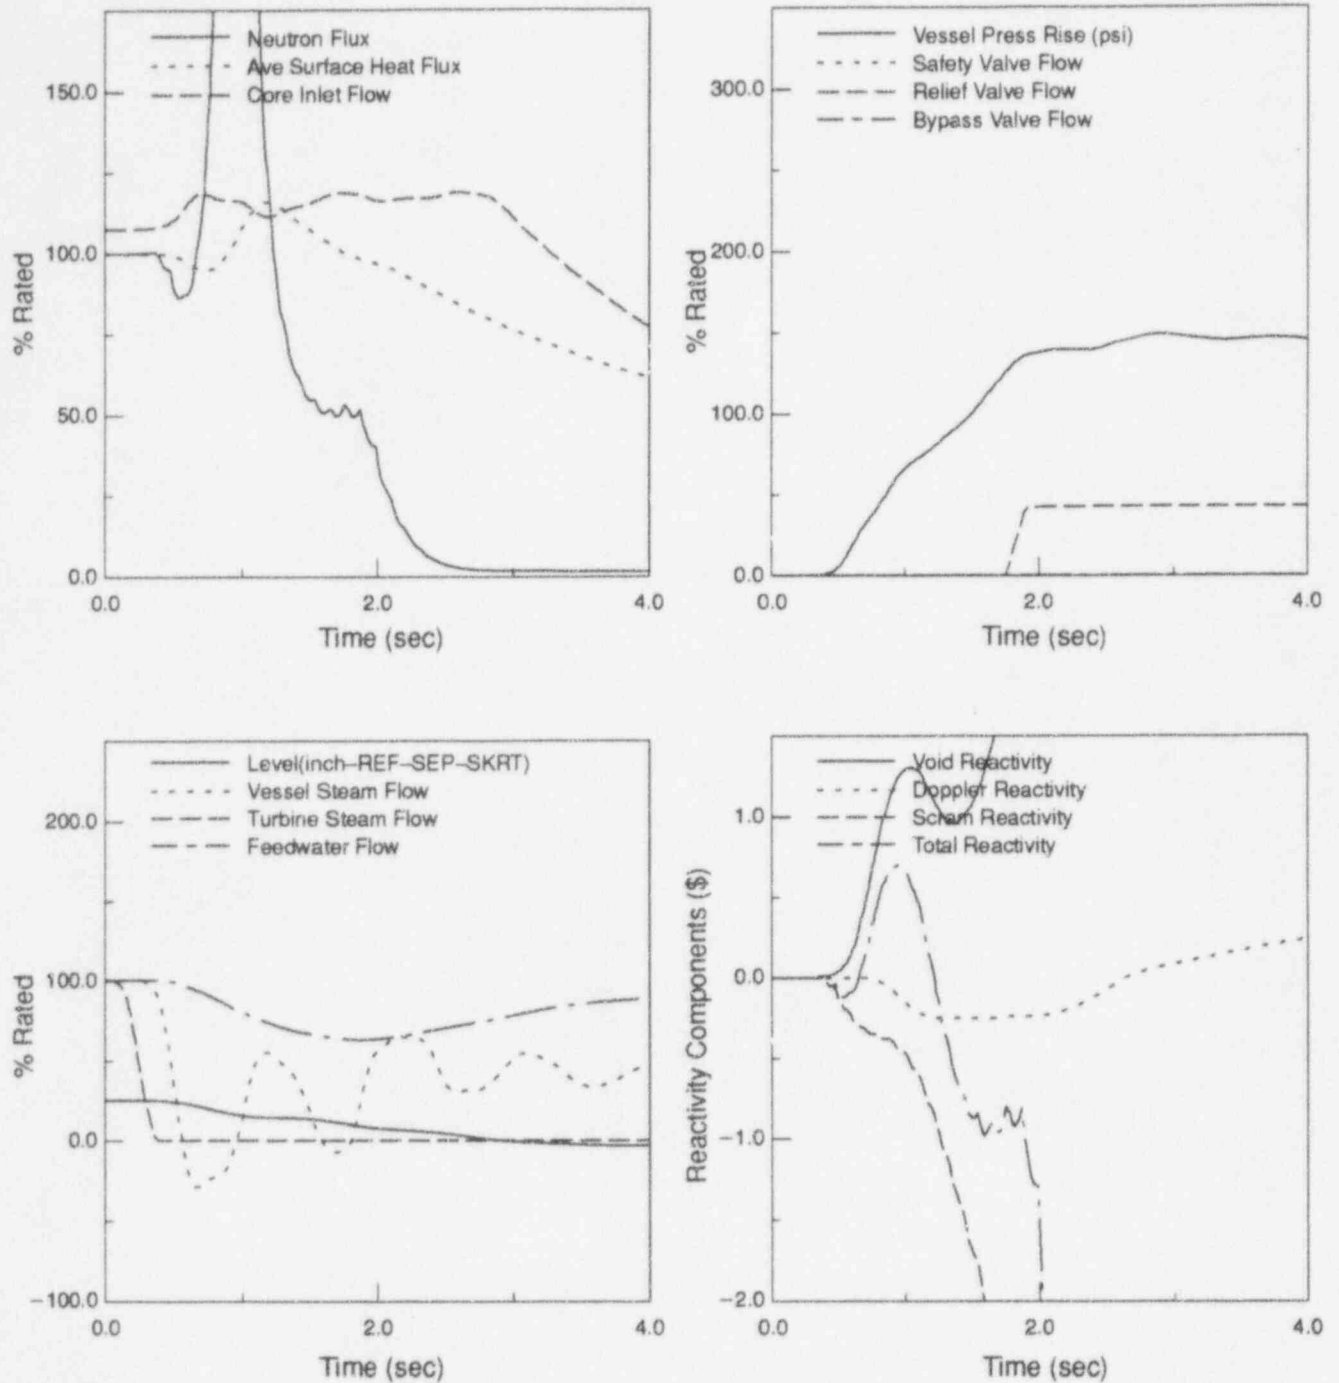 Neutron Flux
Ave Surface Heat Flux
Core Inlet Flow
150.0
100.0
50.0
0.0
% Rated
0.0 2.0 4.0
Time (sec)
Vessel Press Rise (psi)
Safety Valve Flow
Relief Valve Flow
Bypass Valve Flow
300.0
200.0
100.0
0.0
% Rated
0.0 2.0 4.0
Time (sec)
Level(inch-REF-SEP-SKRT)
Vessel Steam Flow
Turbine Steam Flow
Feedwater Flow
200.0
100.0
0.0
-100.0
% Rated
0.0 2.0 4.0
Time (sec)
Void Reactivity
Doppler Reactivity
Scram Reactivity
Total Reactivity
1.0
0.0
-1.0
-2.0
Reactivity Components ($)
0.0 2.0 4.0
Time (sec)